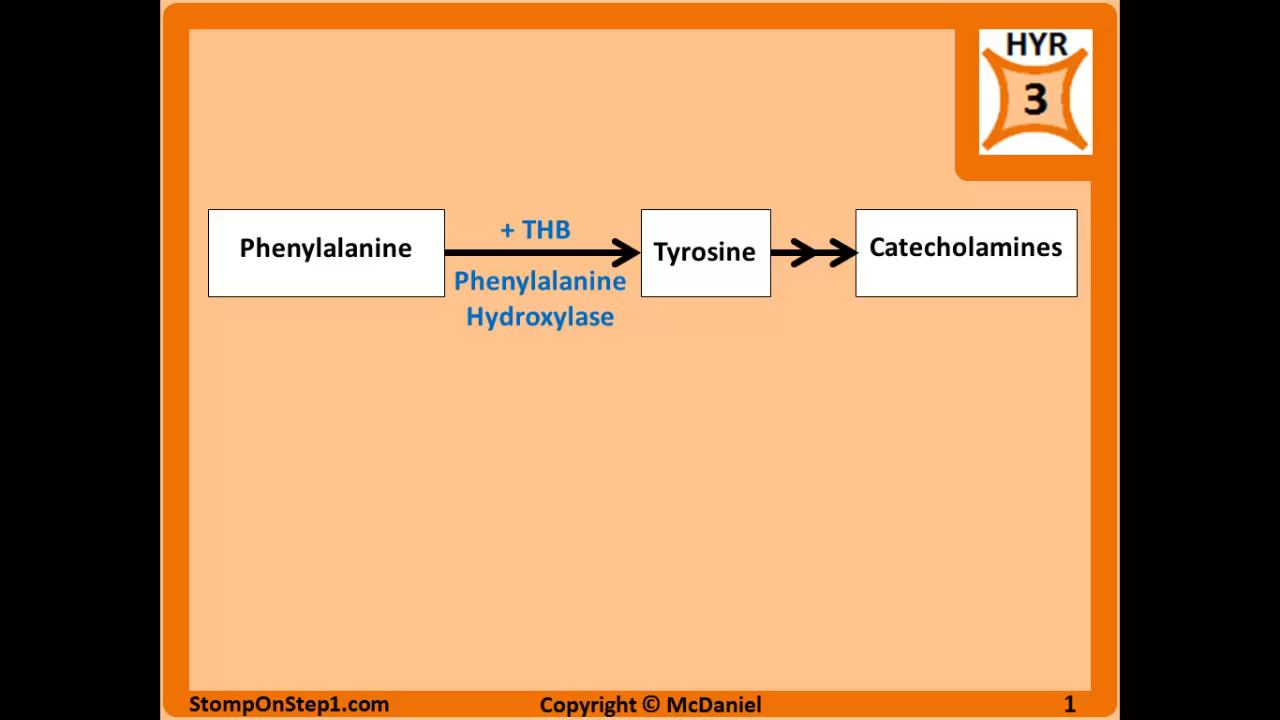 HYR
3
Phenylalanine
+ THB
Phenylalanine
Hydroxylase
Tyrosine
Catecholamines
StompOnStep1.com
Copyright © McDaniel
1